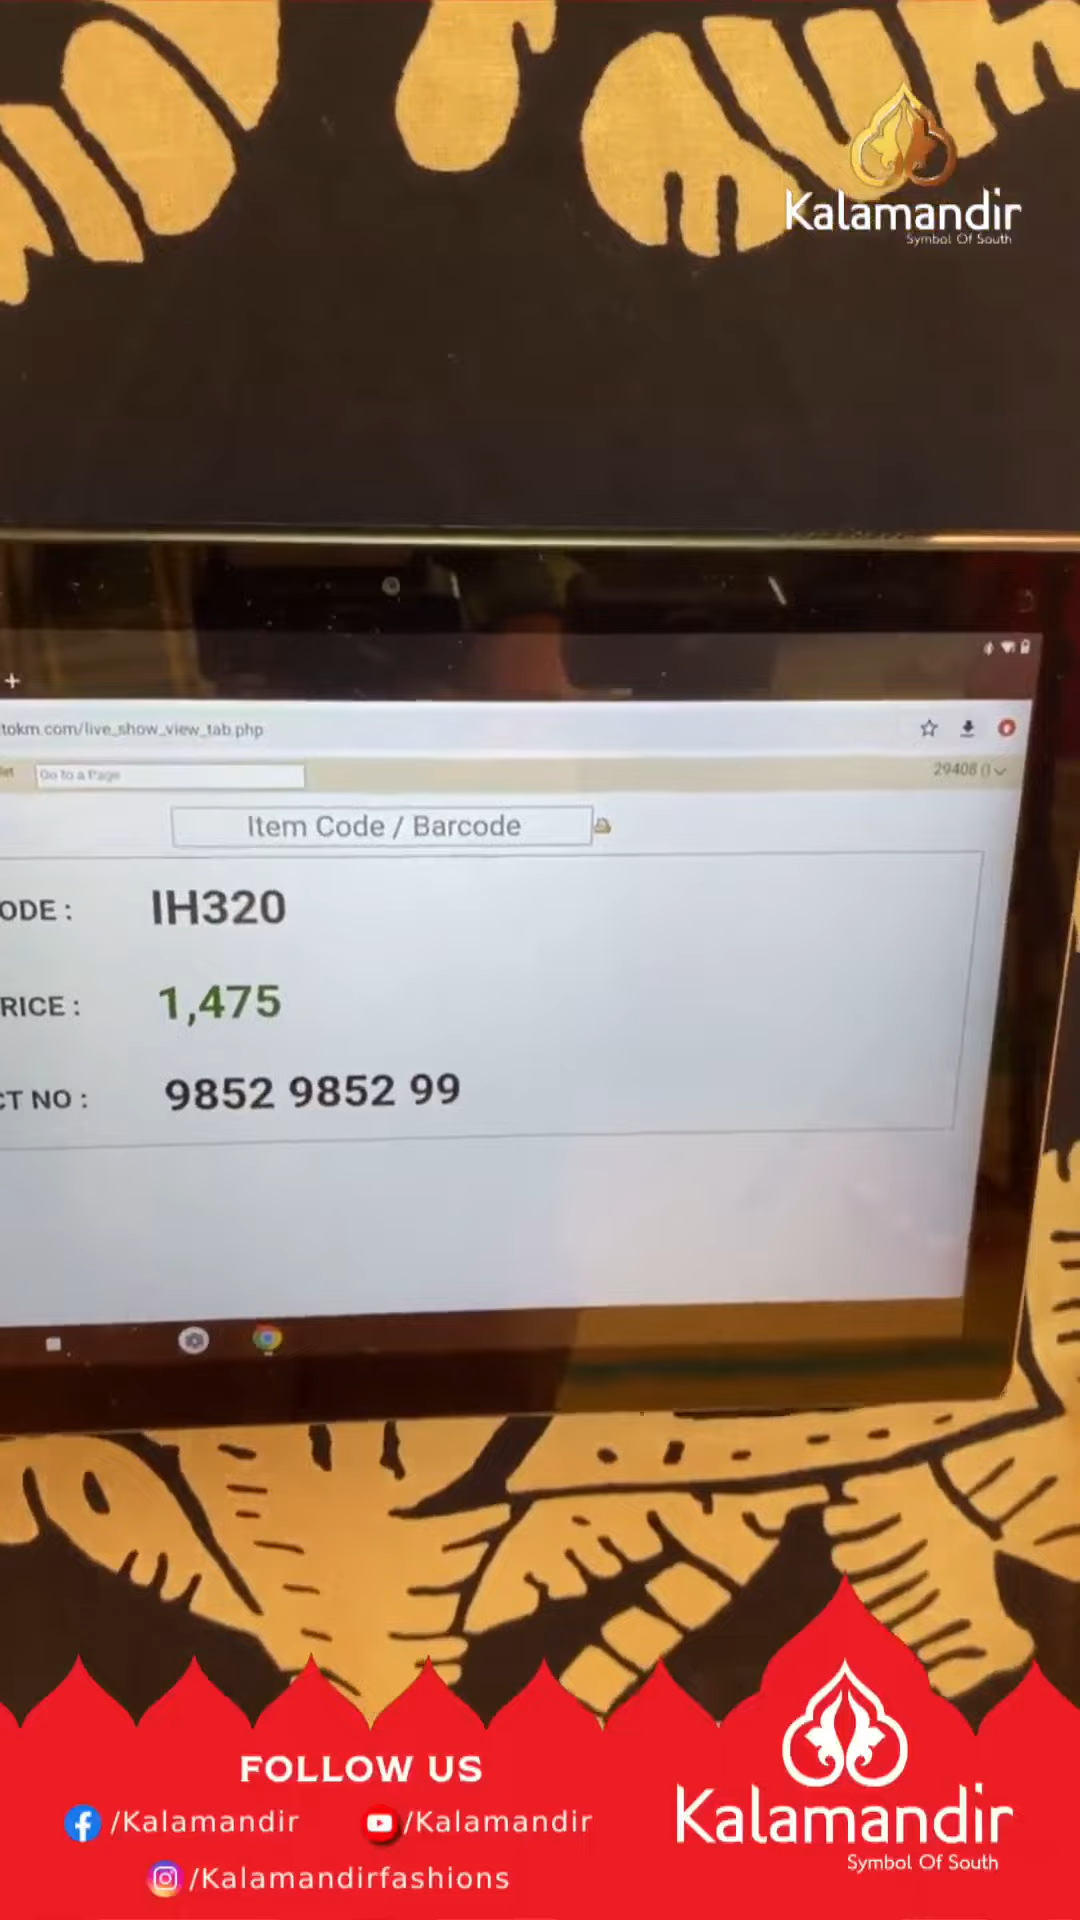 Kalamandir
Symbol Of South
+
tokm.com/live_show_view_tab.php
Go to a Page
29408 ()
Item Code / Barcode
ODE : IH320
RICE : 1,475
CT NO : 9852 9852 99
FOLLOW US
/Kalamandir /Kalamandir
/Kalamandirfashions
Kalamandir
Symbol Of South